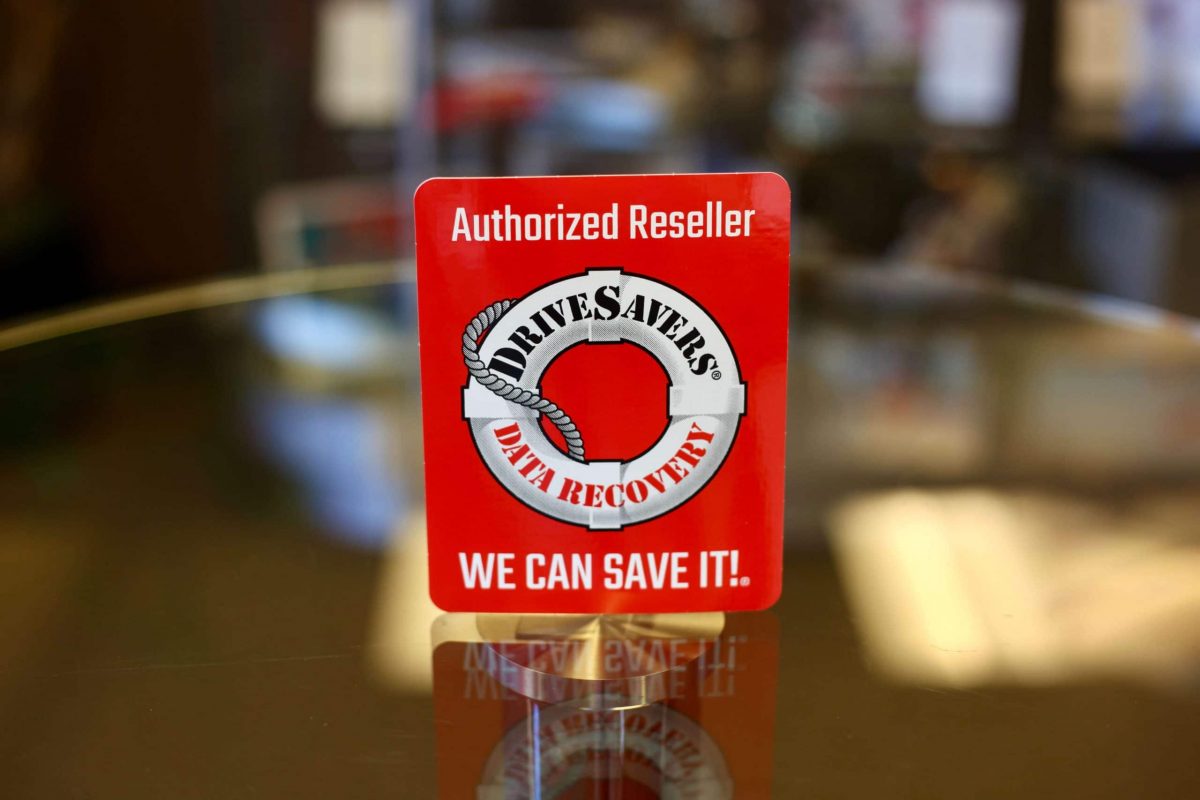 Authorized Reseller
DRIVESAVERS®
DATA RECOVERY
WE CAN SAVE IT!®